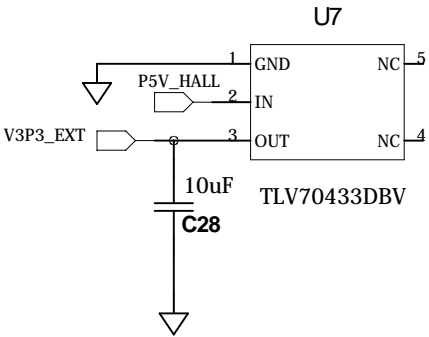 U7
1 GND NC 5
P5V_HALL
2 IN
V3P3_EXT
3 OUT NC 4
10uF
TLV70433DBV
C28